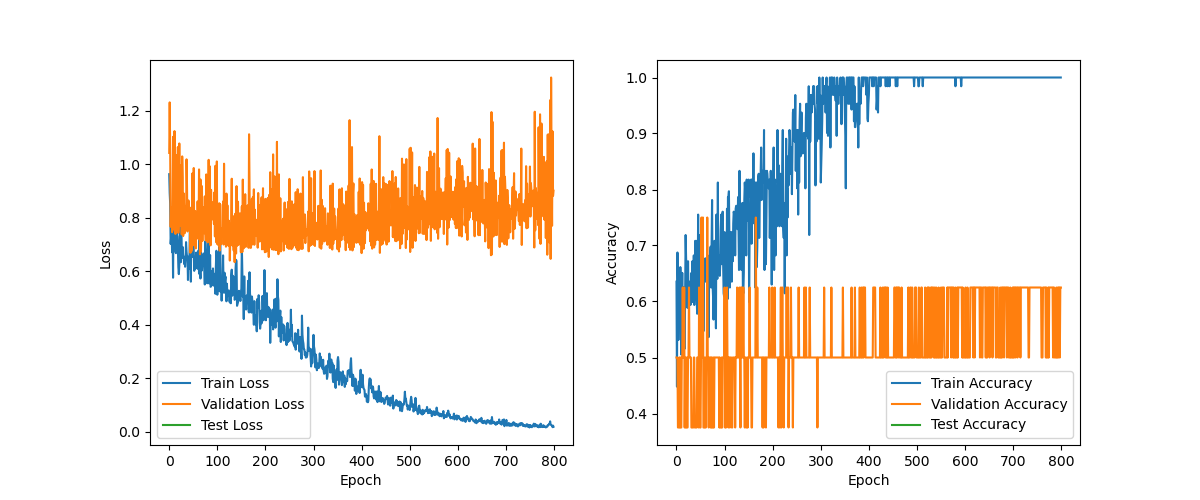 1.2
1.0
0.8
0.6
0.4
0.2
0.0
Loss
0 100 200 300 400 500 600 700 800
Epoch
Train Loss
Validation Loss
Test Loss
1.0
0.9
0.8
0.7
0.6
0.5
0.4
Accuracy
0 100 200 300 400 500 600 700 800
Epoch
Train Accuracy
Validation Accuracy
Test Accuracy